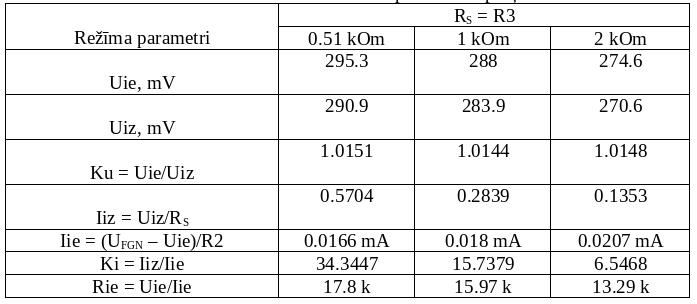 R_S = R3
Režīma parametri 0.51 kOm 1 kOm 2 kOm
295.3 288 274.6
Uie, mV
290.9 283.9 270.6
Uiz, mV
1.0151 1.0144 1.0148
Ku = Uie/Uiz
0.5704 0.2839 0.1353
Iiz = Uiz/R_S
Iie = (U_FGN – Uie)/R2 0.0166 mA 0.018 mA 0.0207 mA
Ki = Iiz/Iie 34.3447 15.7379 6.5468
Rie = Uie/Iie 17.8 k 15.97 k 13.29 k